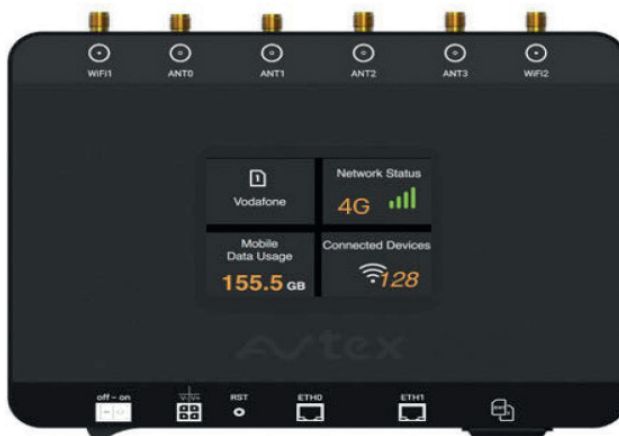 WiFi1 ANT0 ANT1 ANT2 ANT3 WiFi2
1
Vodafone
Network Status
4G
Mobile
Data Usage
155.5 GB
Connected Devices
128
Avtex
off - on
RST
ETH0
ETH1